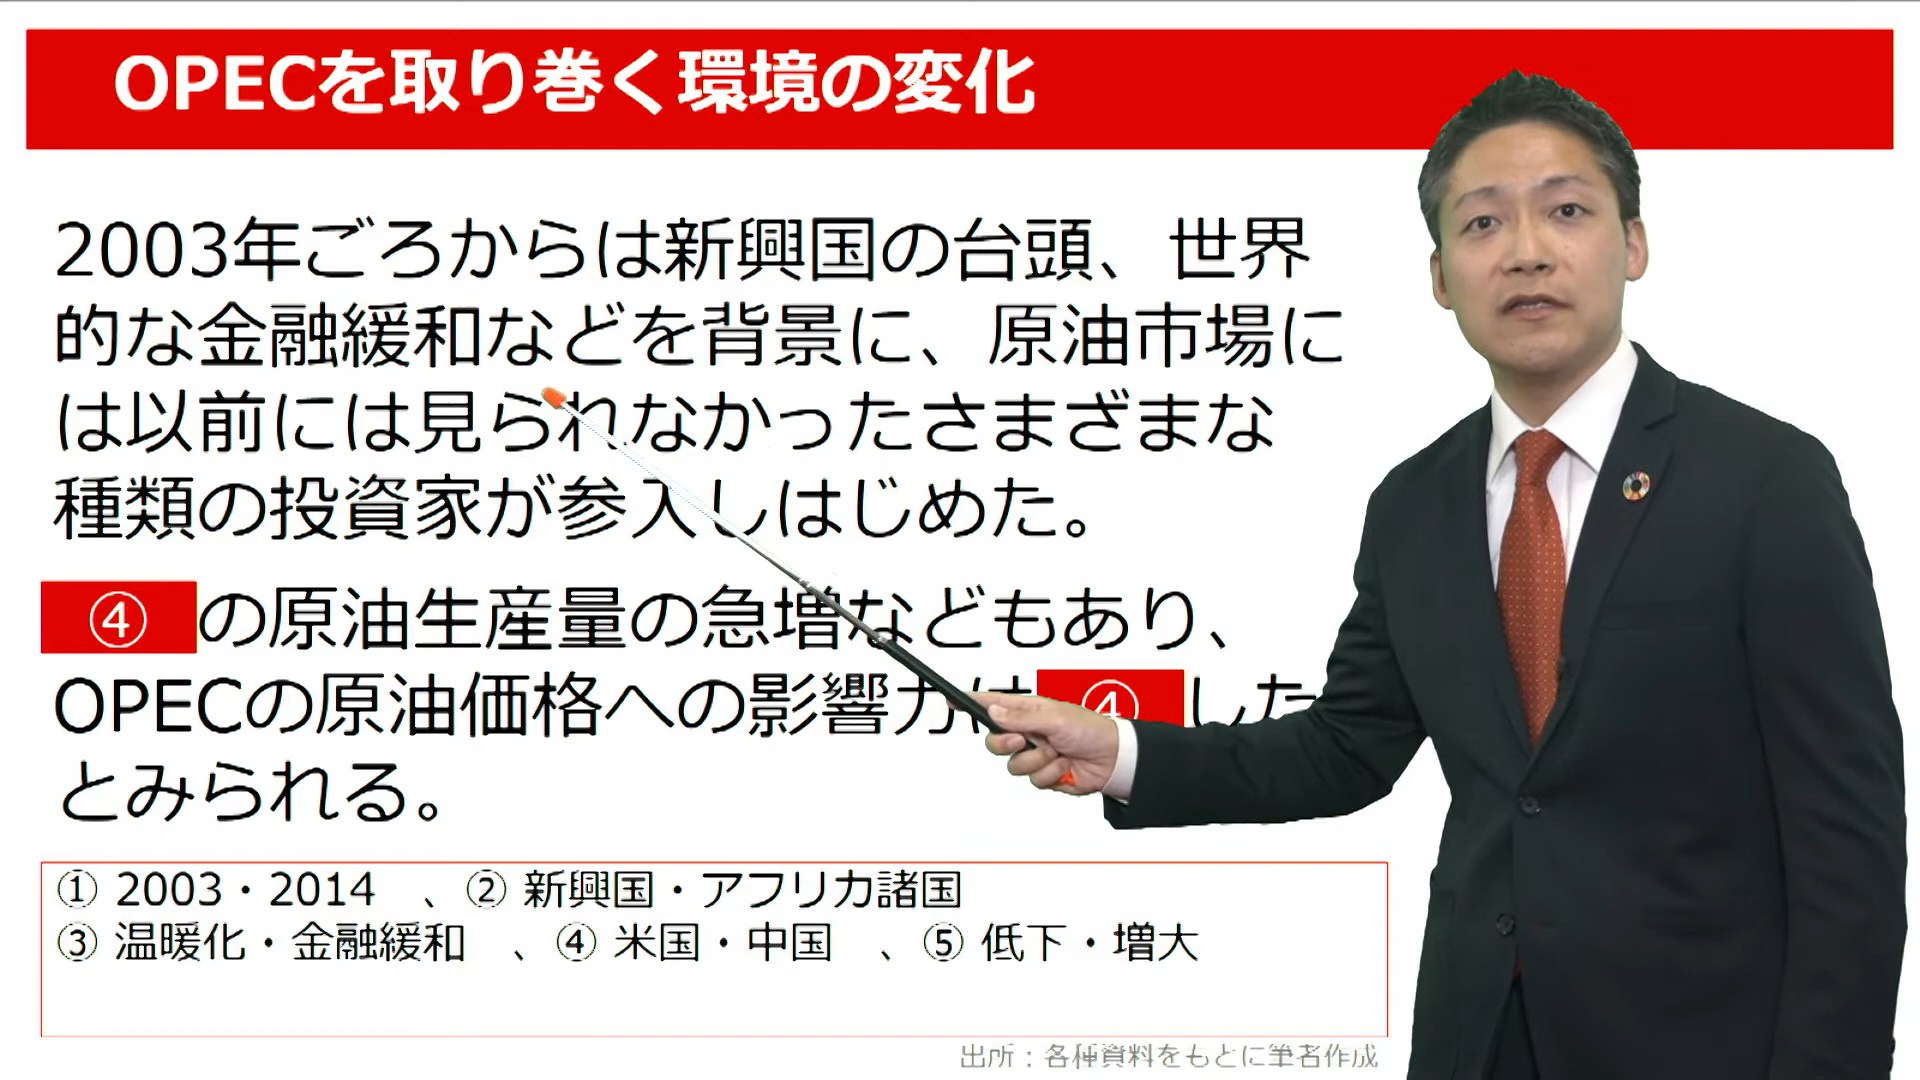 OPECを取り巻く環境の変化
2003年ごろからは新興国の台頭、世界
的な金融緩和などを背景に、原油市場に
は以前には見られなかったさまざまな
種類の投資家が参入しはじめた。
④の原油生産量の急増などもあり、
OPECの原油価格への影響力は④した
とみられる。
① 2003・2014　、② 新興国・アフリカ諸国
③ 温暖化・金融緩和　、④ 米国・中国　、⑤ 低下・増大
出所：各種資料をもとに筆者作成